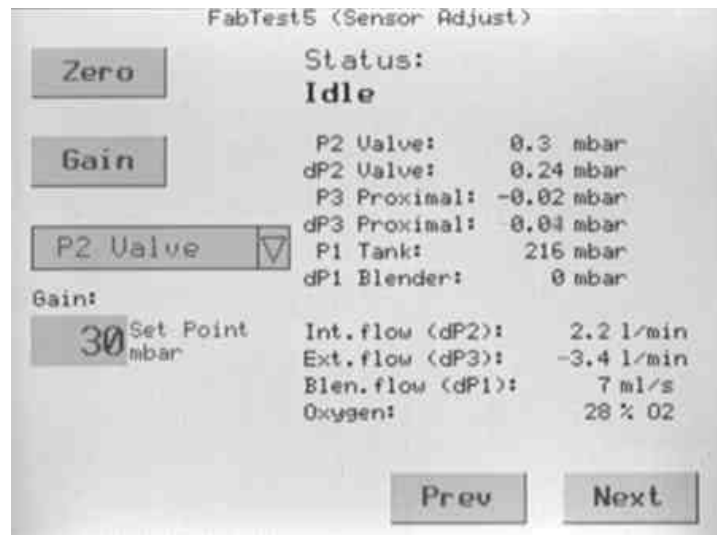 FabTest5 (Sensor Adjust)
Zero
Gain
P2 Valve
Gain:
30 Set Point
mbar
Status:
Idle
P2 Valve: 0.3 mbar
dP2 Valve: 0.24 mbar
P3 Proximal: -0.02 mbar
dP3 Proximal: 0.04 mbar
P1 Tank: 216 mbar
dP1 Blender: 0 mbar
Int.flow (dP2): 2.2 l/min
Ext.flow (dP3): -3.4 l/min
Blen.flow (dP1): 7 ml/s
Oxygen: 28 % O2
Prev
Next